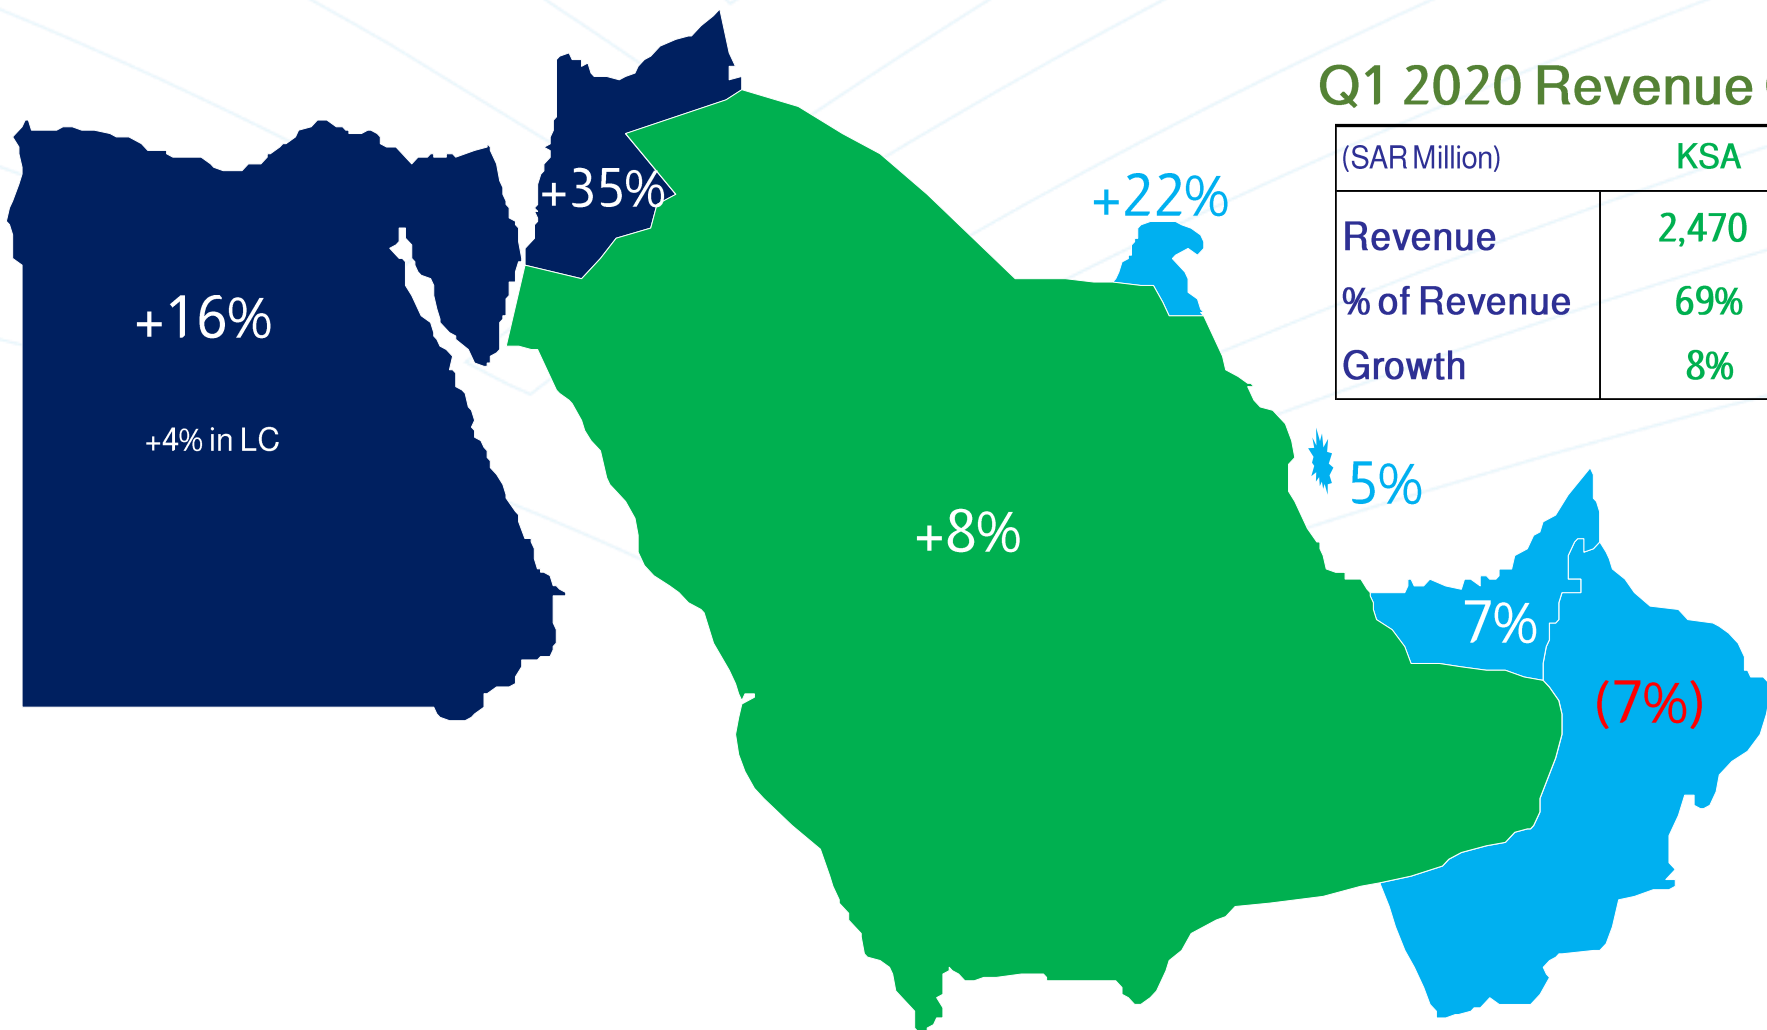 Q1 2020 Revenue
(SAR Million) KSA
Revenue 2,470
% of Revenue 69%
Growth 8%
+35%
+22%
+16%
+4% in LC
5%
+8%
7%
(7%)